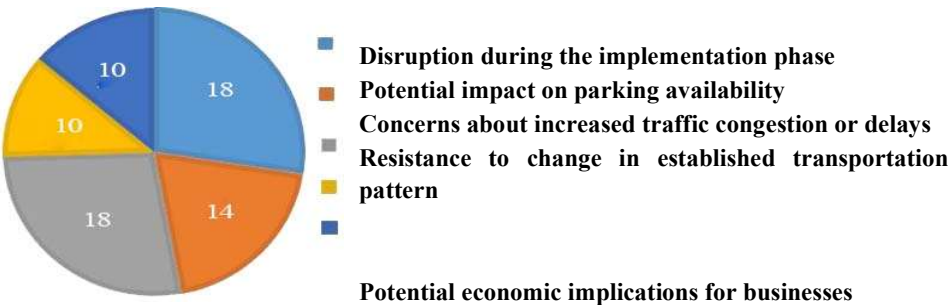 10
18
10
18
14
Disruption during the implementation phase
Potential impact on parking availability
Concerns about increased traffic congestion or delays
Resistance to change in established transportation
pattern
Potential economic implications for businesses